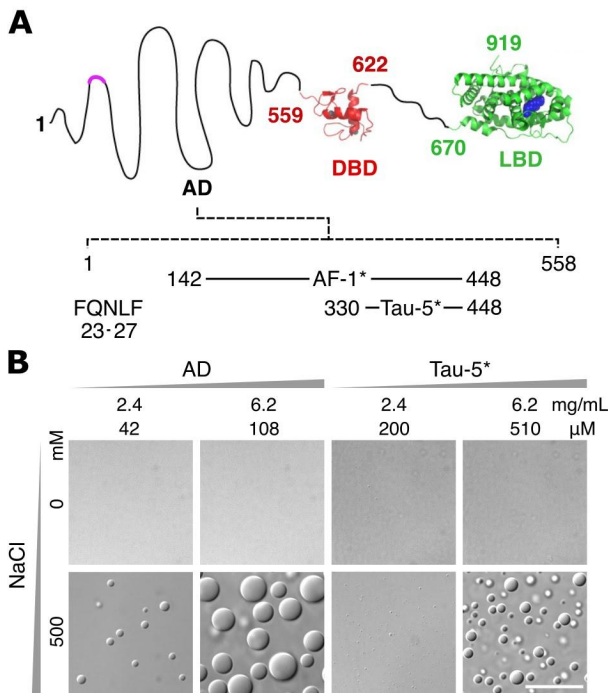 A
1
559
622
919
DBD
670
LBD
AD
1
558
142
AF-1*
448
FQNLF
330
Tau-5*
448
23-27
B
AD
Tau-5*
2.4
6.2
2.4
6.2
mg/mL
42
108
200
510
µM
mM
0
NaCl
500